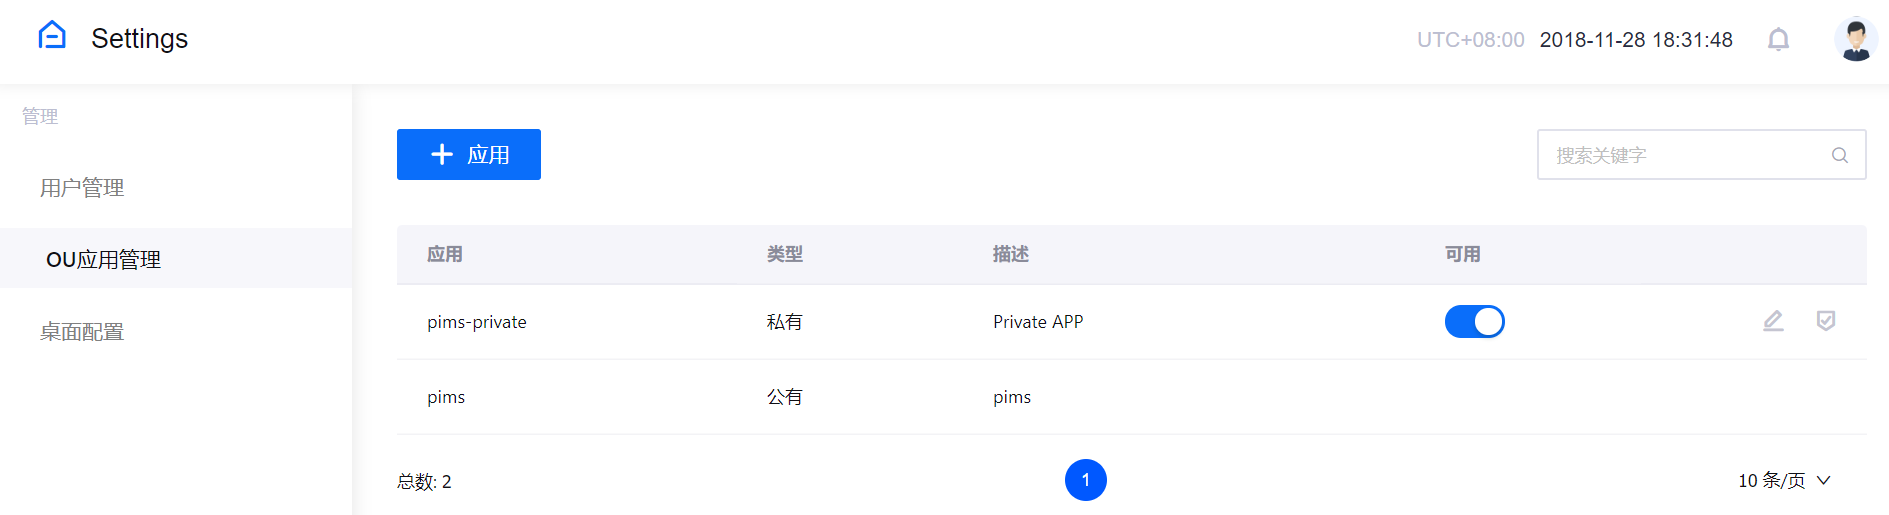 Settings
UTC+08:00 2018-11-28 18:31:48
管理
用户管理
OU应用管理
桌面配置
应用
搜索关键字
应用 类型 描述 可用
pims-private 私有 Private APP
pims 公有 pims
总数: 2 1 10 条/页